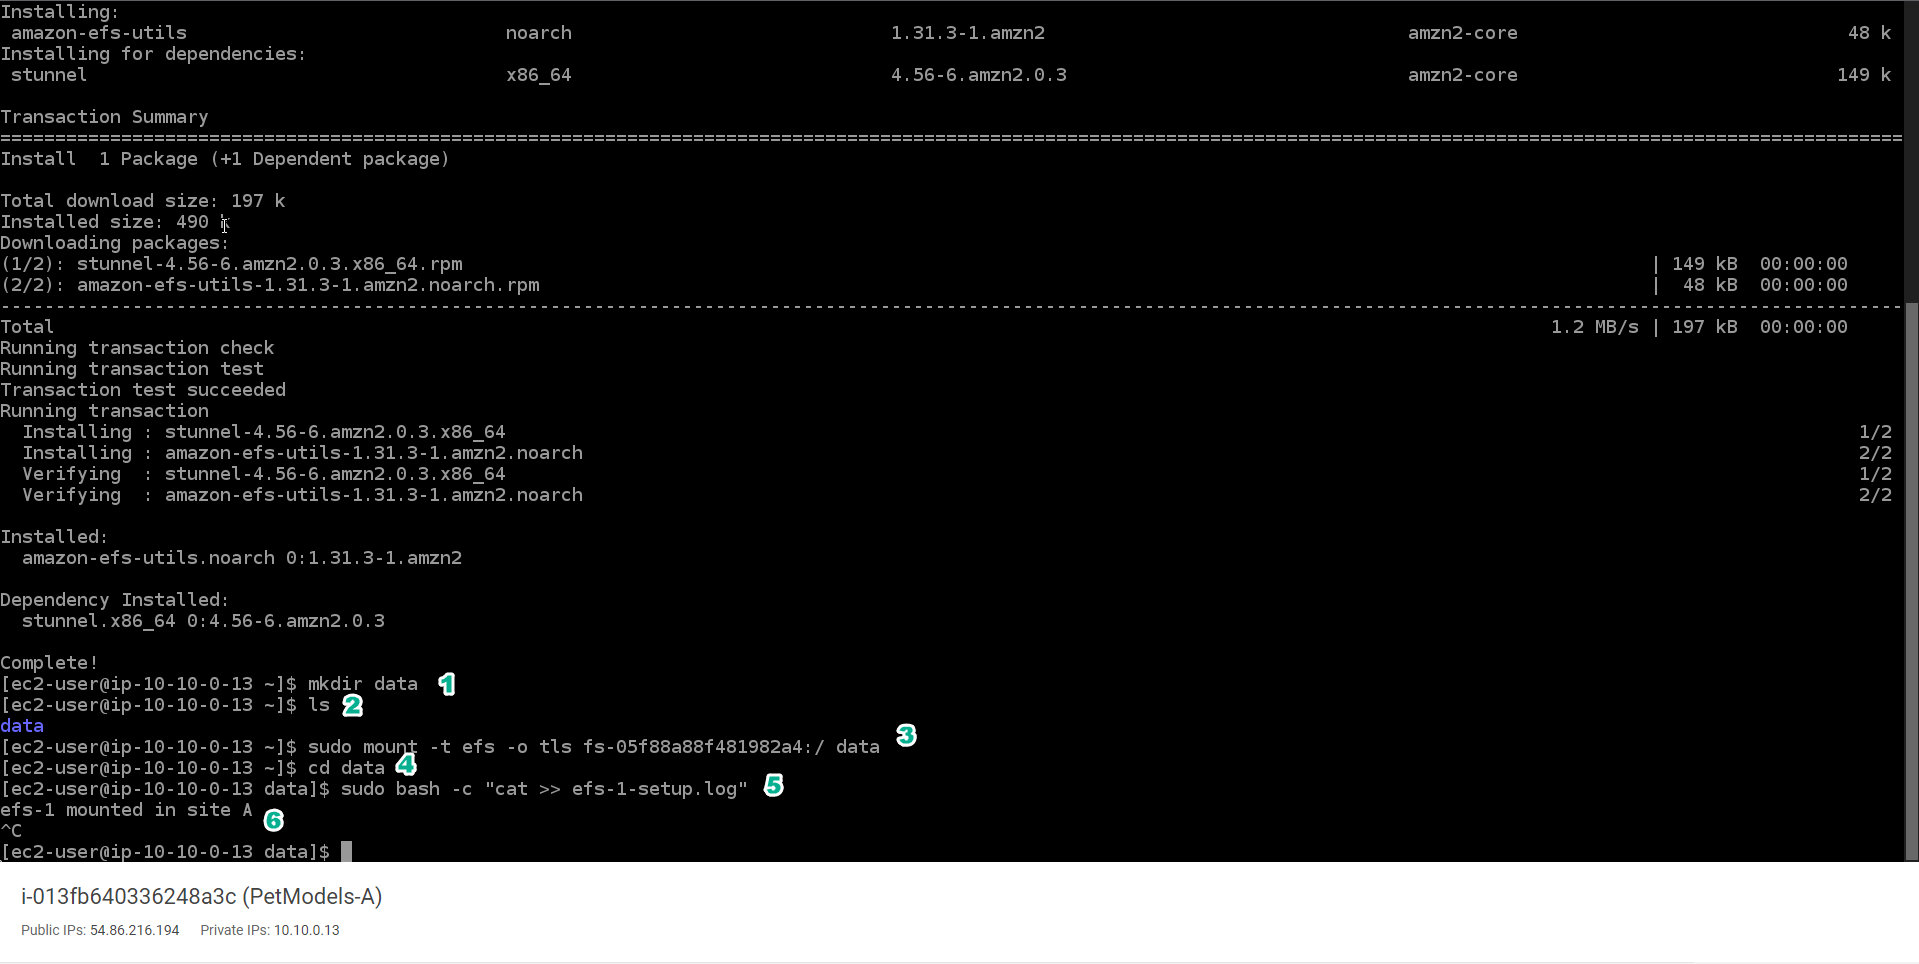 Installing:
amazon-efs-utils noarch 1.31.3-1.amzn2 amzn2-core 48 k
Installing for dependencies:
stunnel x86_64 4.56-6.amzn2.0.3 amzn2-core 149 k
Transaction Summary
================================================================================
Install  1 Package (+1 Dependent package)
Total download size: 197 k
Installed size: 490 k
Downloading packages:
(1/2): stunnel-4.56-6.amzn2.0.3.x86_64.rpm | 149 kB  00:00:00
(2/2): amazon-efs-utils-1.31.3-1.amzn2.noarch.rpm |  48 kB  00:00:00
--------------------------------------------------------------------------------
Total 1.2 MB/s | 197 kB  00:00:00
Running transaction check
Running transaction test
Transaction test succeeded
Running transaction
Installing : stunnel-4.56-6.amzn2.0.3.x86_64 1/2
Installing : amazon-efs-utils-1.31.3-1.amzn2.noarch 2/2
Verifying  : stunnel-4.56-6.amzn2.0.3.x86_64 1/2
Verifying  : amazon-efs-utils-1.31.3-1.amzn2.noarch 2/2
Installed:
amazon-efs-utils.noarch 0:1.31.3-1.amzn2
Dependency Installed:
stunnel.x86_64 0:4.56-6.amzn2.0.3
Complete!
[ec2-user@ip-10-10-0-13 ~]$ mkdir data 1
[ec2-user@ip-10-10-0-13 ~]$ ls 2
data
[ec2-user@ip-10-10-0-13 ~]$ sudo mount -t efs -o tls fs-05f88a88f481982a4:/ data 3
[ec2-user@ip-10-10-0-13 ~]$ cd data 4
[ec2-user@ip-10-10-0-13 data]$ sudo bash -c "cat >> efs-1-setup.log" 5
efs-1 mounted in site A 6
^C
[ec2-user@ip-10-10-0-13 data]$
i-013fb640336248a3c (PetModels-A)
Public IPs: 54.86.216.194 Private IPs: 10.10.0.13